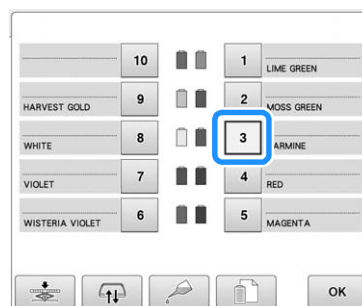 10 1 LIME GREEN
HARVEST GOLD 9 2 MOSS GREEN
WHITE 8 3 ARMINE
VIOLET 7 4 RED
WISTERIA VIOLET 6 5 MAGENTA
OK